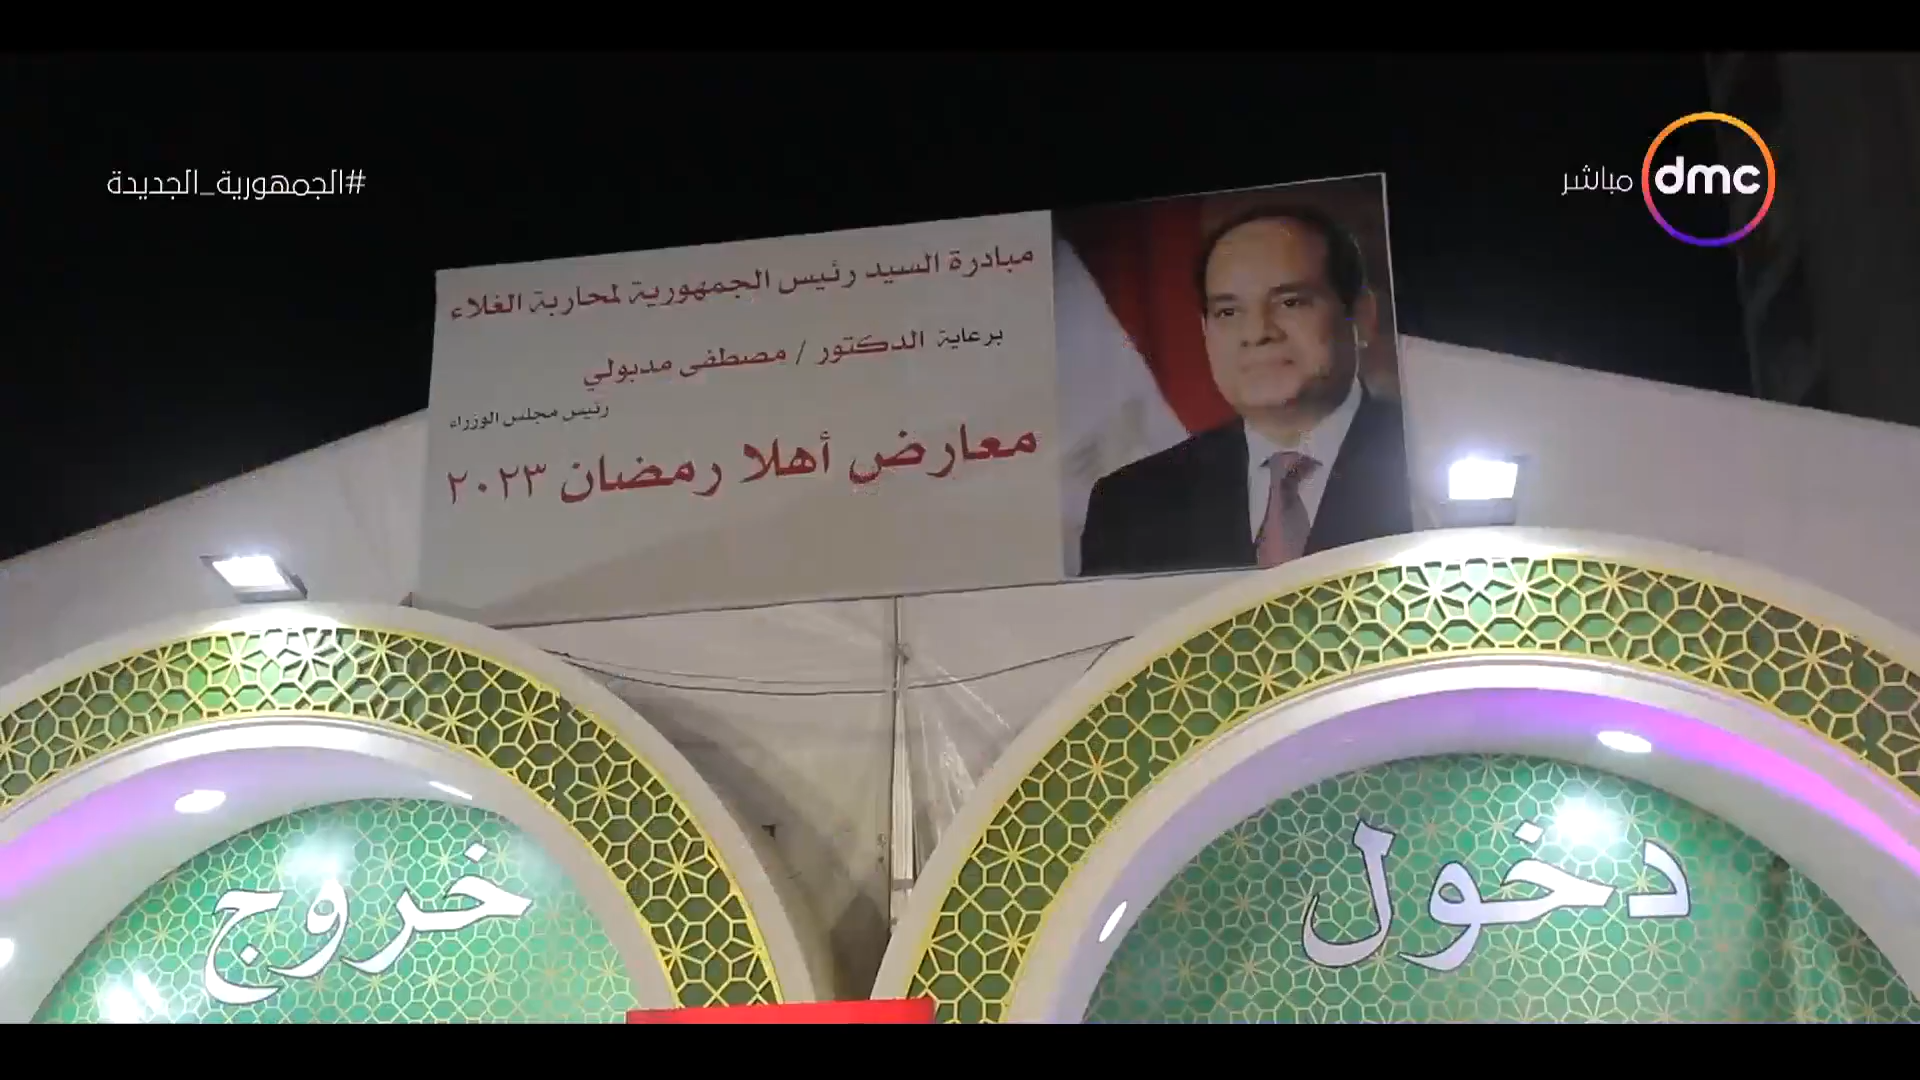 #الجمهورية_الجديدة
مباشر
dmc
مبادرة السيد رئيس الجمهورية لمحاربة الغلاء
برعاية الدكتور / مصطفى مدبولي
رئيس مجلس الوزراء
معارض أهلا رمضان ٢٠٢٣
دخول
خروج